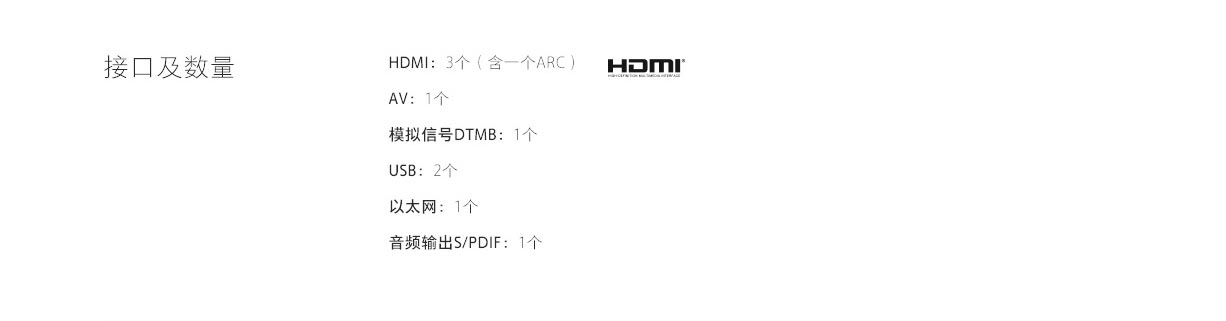 接口及数量
HDMI：3个（含一个ARC）
HDMI®
HIGH-DEFINITION MULTIMEDIA INTERFACE
AV：1个
模拟信号DTMB：1个
USB：2个
以太网：1个
音频输出S/PDIF：1个